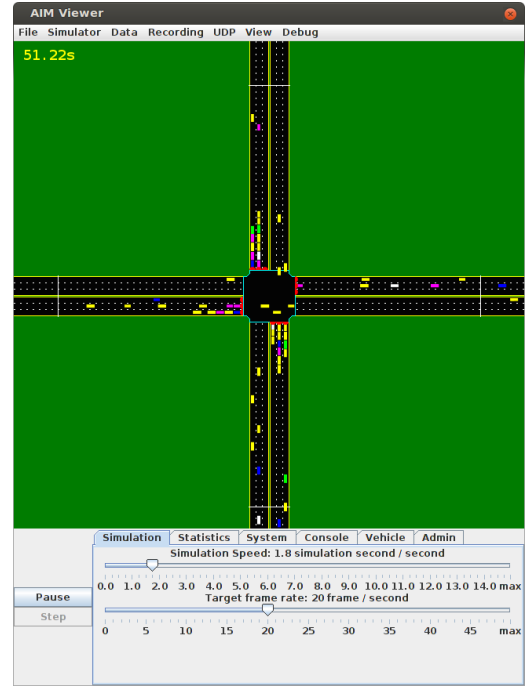 AIM Viewer
File Simulator Data Recording UDP View Debug
51.22s
Simulation Statistics System Console Vehicle Admin
Simulation Speed: 1.8 simulation second / second
0.0 1.0 2.0 3.0 4.0 5.0 6.0 7.0 8.0 9.0 10.0 11.0 12.0 13.0 14.0 max
Pause
Target frame rate: 20 frame / second
Step
0 5 10 15 20 25 30 35 40 45 max